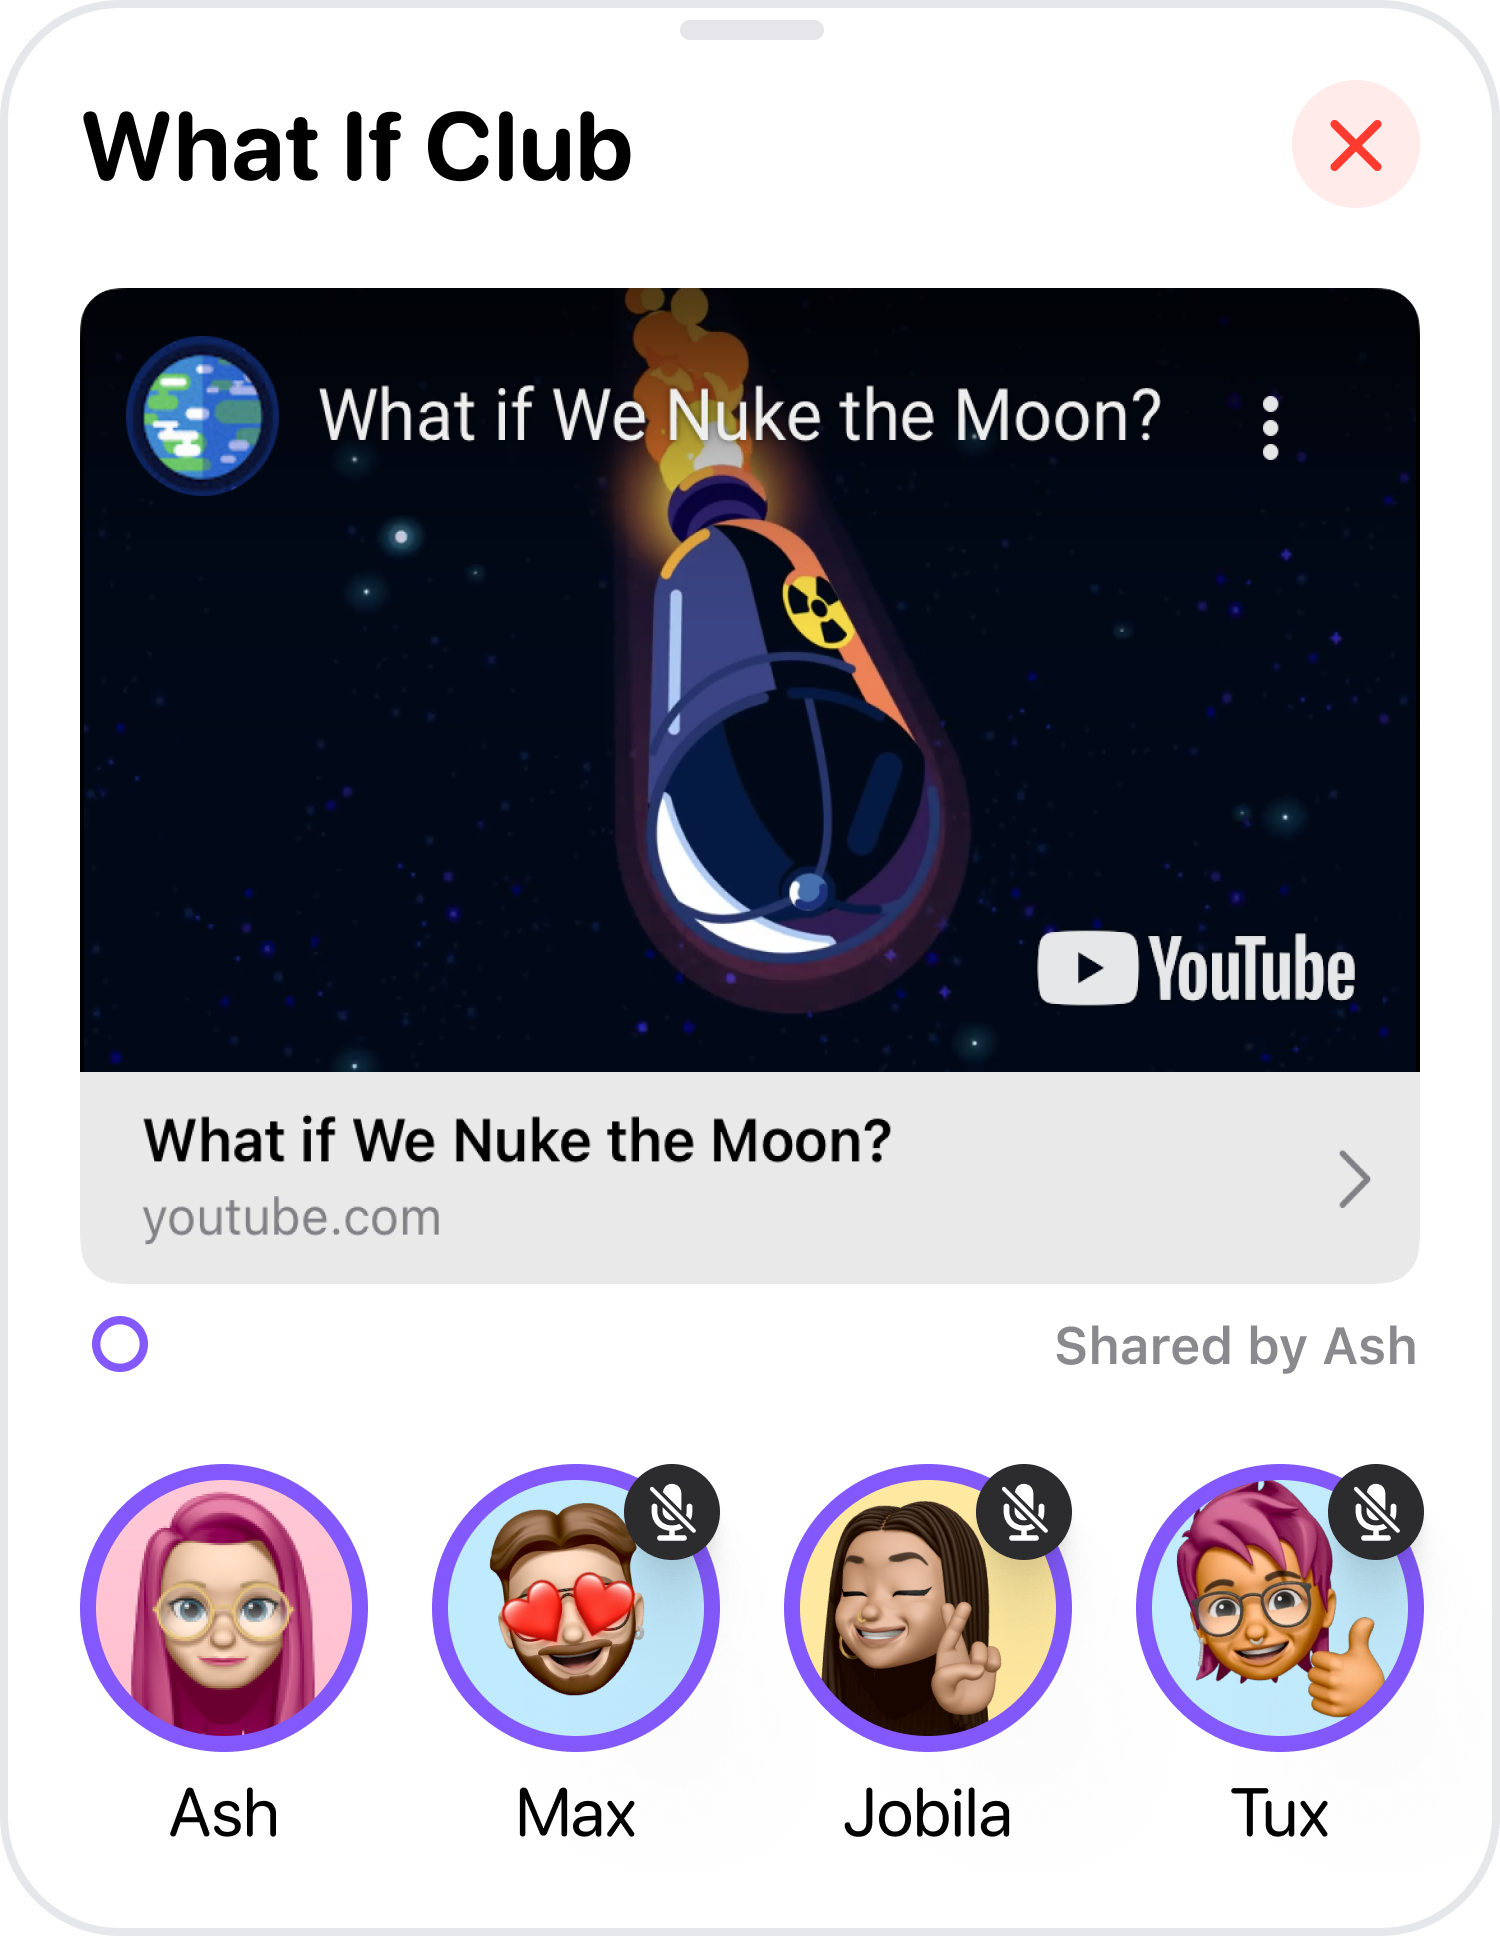 What If Club
What if We Nuke the Moon?
YouTube
What if We Nuke the Moon?
youtube.com
Shared by Ash
Ash
Max
Jobila
Tux